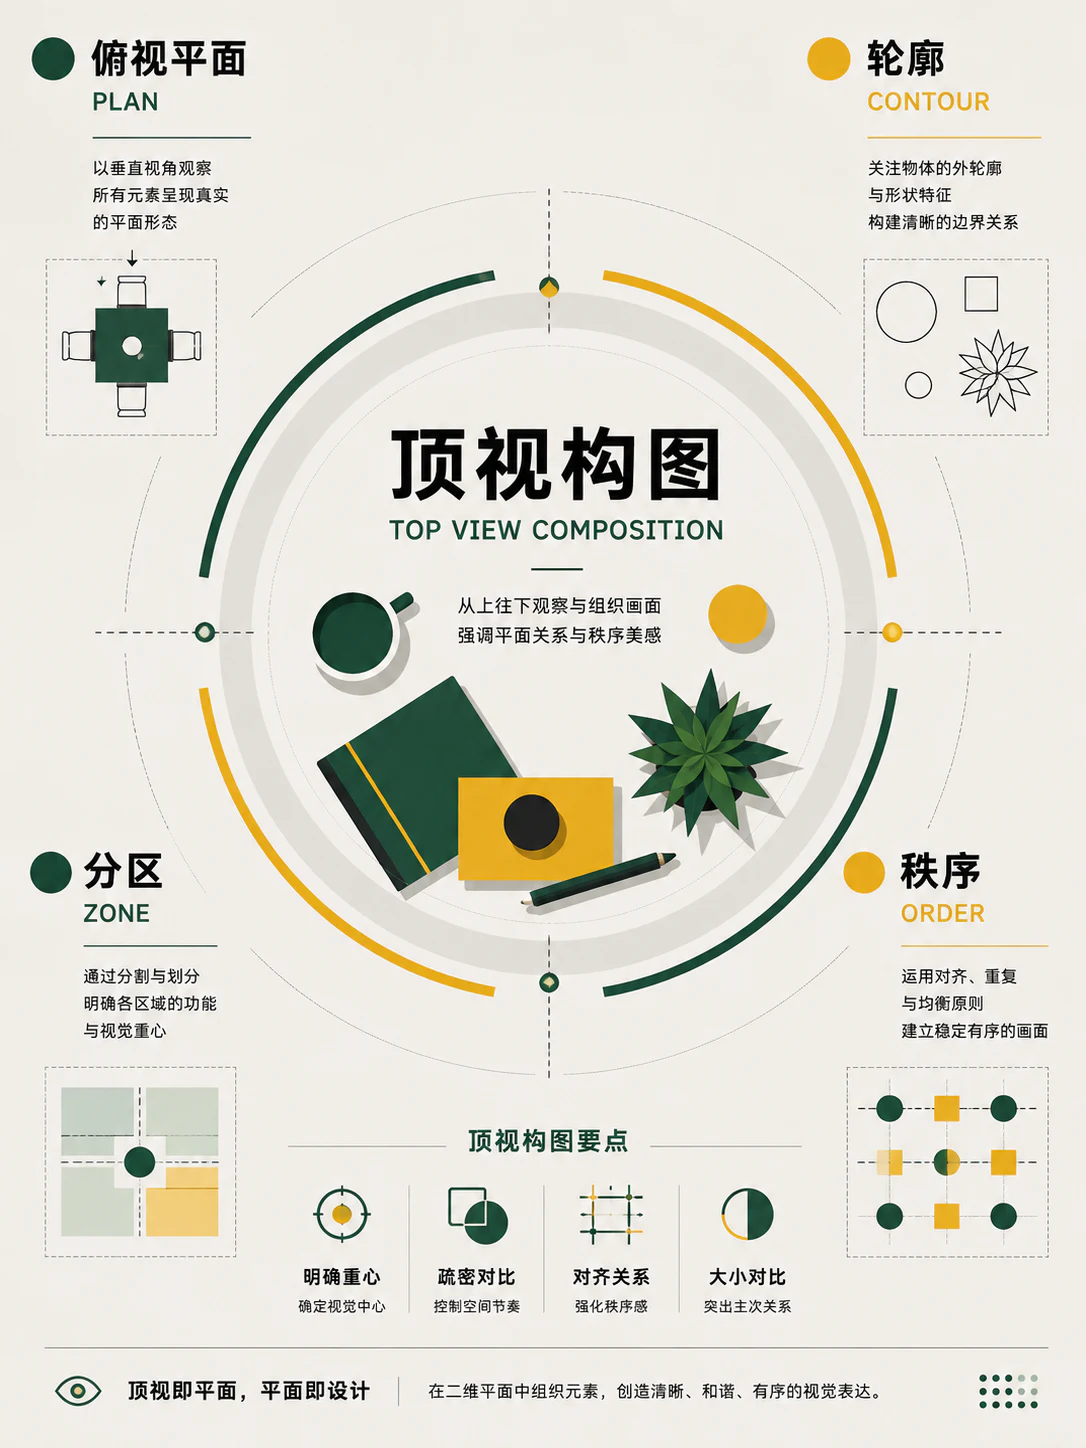 俯视平面
PLAN
以垂直视角观察
所有元素呈现真实
的平面形态
轮廓
CONTOUR
关注物体的外轮廓
与形状特征
构建清晰的边界关系
顶视构图
TOP VIEW COMPOSITION
从上往下观察与组织画面
强调平面关系与秩序美感
分区
ZONE
通过分割与划分
明确各区域的功能
与视觉重心
秩序
ORDER
运用对齐、重复
与均衡原则
建立稳定有序的画面
顶视构图要点
明确重心
确定视觉中心
疏密对比
控制空间节奏
对齐关系
强化秩序感
大小对比
突出主次关系
顶视即平面，平面即设计
在二维平面中组织元素，创造清晰、和谐、有序的视觉表达。